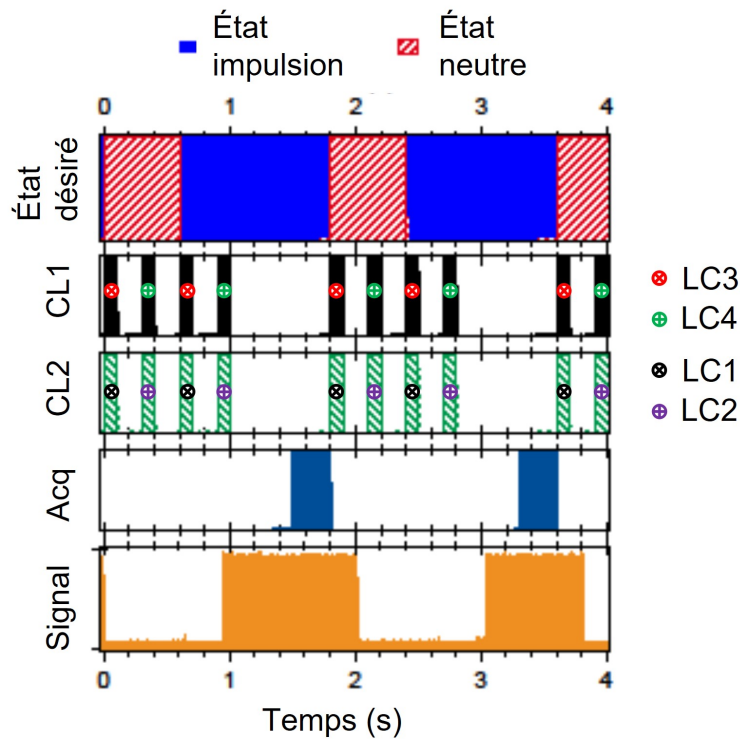 État
impulsion
État
neutre
0 1 2 3 4
État
désiré
CL1
LC3
LC4
CL2
LC1
LC2
Acq
Signal
0 1 2 3 4
Temps (s)